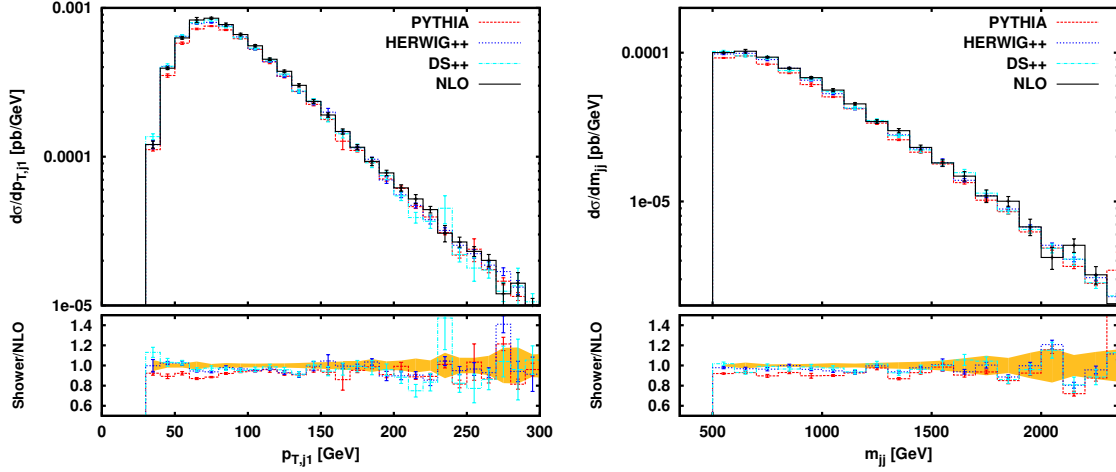 dσ/dp_T,j1 [pb/GeV]
0.001
0.0001
1e-05
PYTHIA
HERWIG++
DS++
NLO
Shower/NLO
1.4
1.2
1.0
0.8
0.6
0 50 100 150 200 250 300
p_T,j1 [GeV]
dσ/dm_jj [pb/GeV]
0.0001
1e-05
PYTHIA
HERWIG++
DS++
NLO
Shower/NLO
1.4
1.2
1.0
0.8
0.6
500 1000 1500 2000
m_jj [GeV]